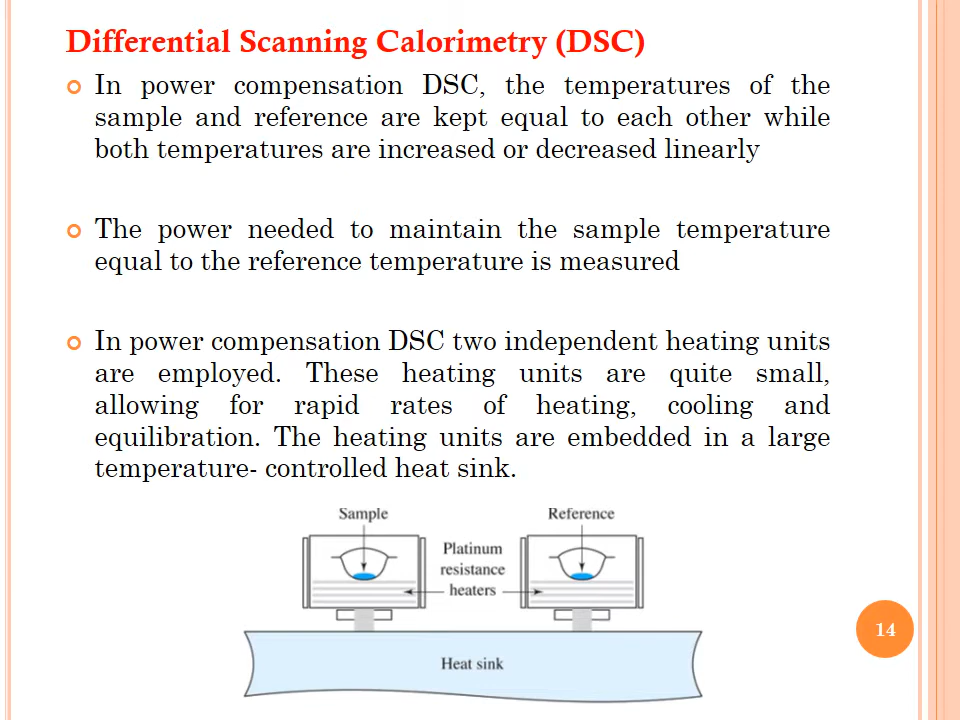 Differential Scanning Calorimetry (DSC)
In power compensation DSC, the temperatures of the
sample and reference are kept equal to each other while
both temperatures are increased or decreased linearly
The power needed to maintain the sample temperature
equal to the reference temperature is measured
In power compensation DSC two independent heating units
are employed. These heating units are quite small,
allowing for rapid rates of heating, cooling and
equilibration. The heating units are embedded in a large
temperature- controlled heat sink.
Sample
Reference
Platinum
resistance
heaters
Heat sink
14